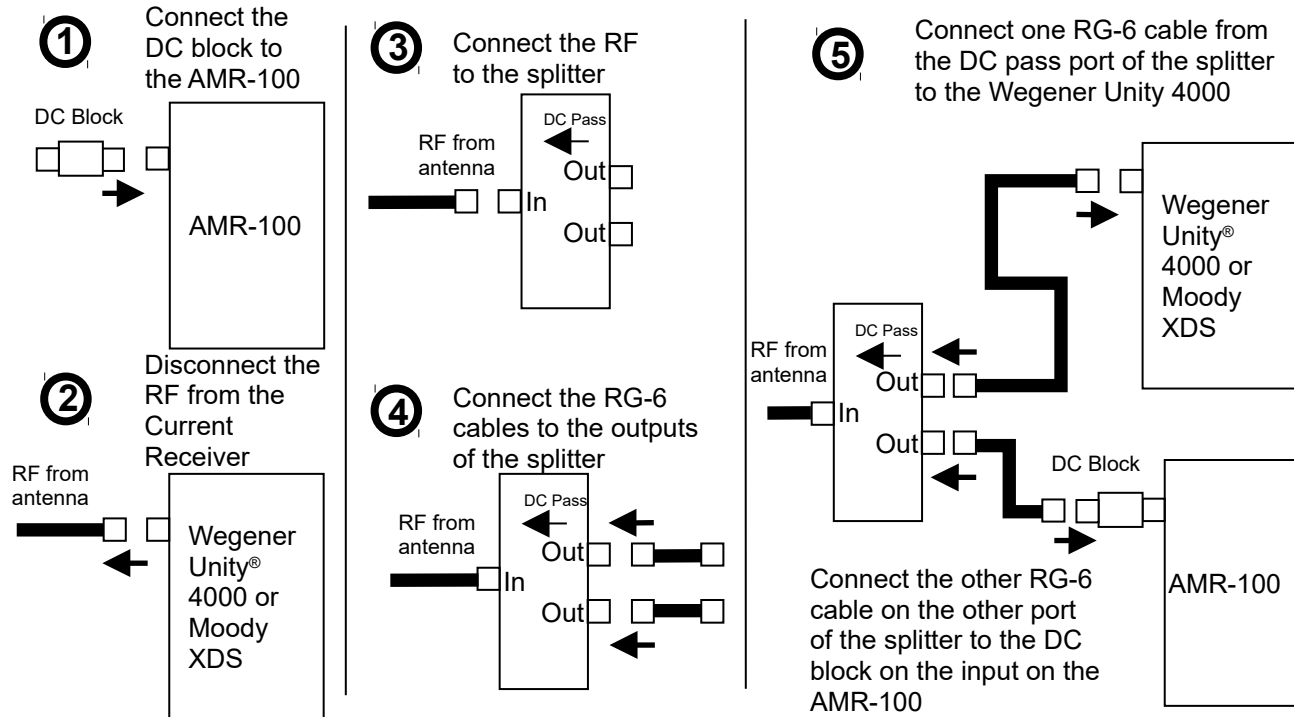 1
Connect the
DC block to
the AMR-100
DC Block
AMR-100
2
Disconnect the
RF from the
Current
Receiver
RF from
antenna
Wegener
Unity®
4000 or
Moody
XDS
3
Connect the RF
to the splitter
DC Pass
RF from
antenna
Out
In
Out
4
Connect the RG-6
cables to the outputs
of the splitter
DC Pass
RF from
antenna
Out
In
Out
5
Connect one RG-6 cable from
the DC pass port of the splitter
to the Wegener Unity 4000
Wegener
Unity®
4000 or
Moody
XDS
DC Pass
RF from
antenna
Out
In
Out
DC Block
AMR-100
Connect the other RG-6
cable on the other port
of the splitter to the DC
block on the input on the
AMR-100